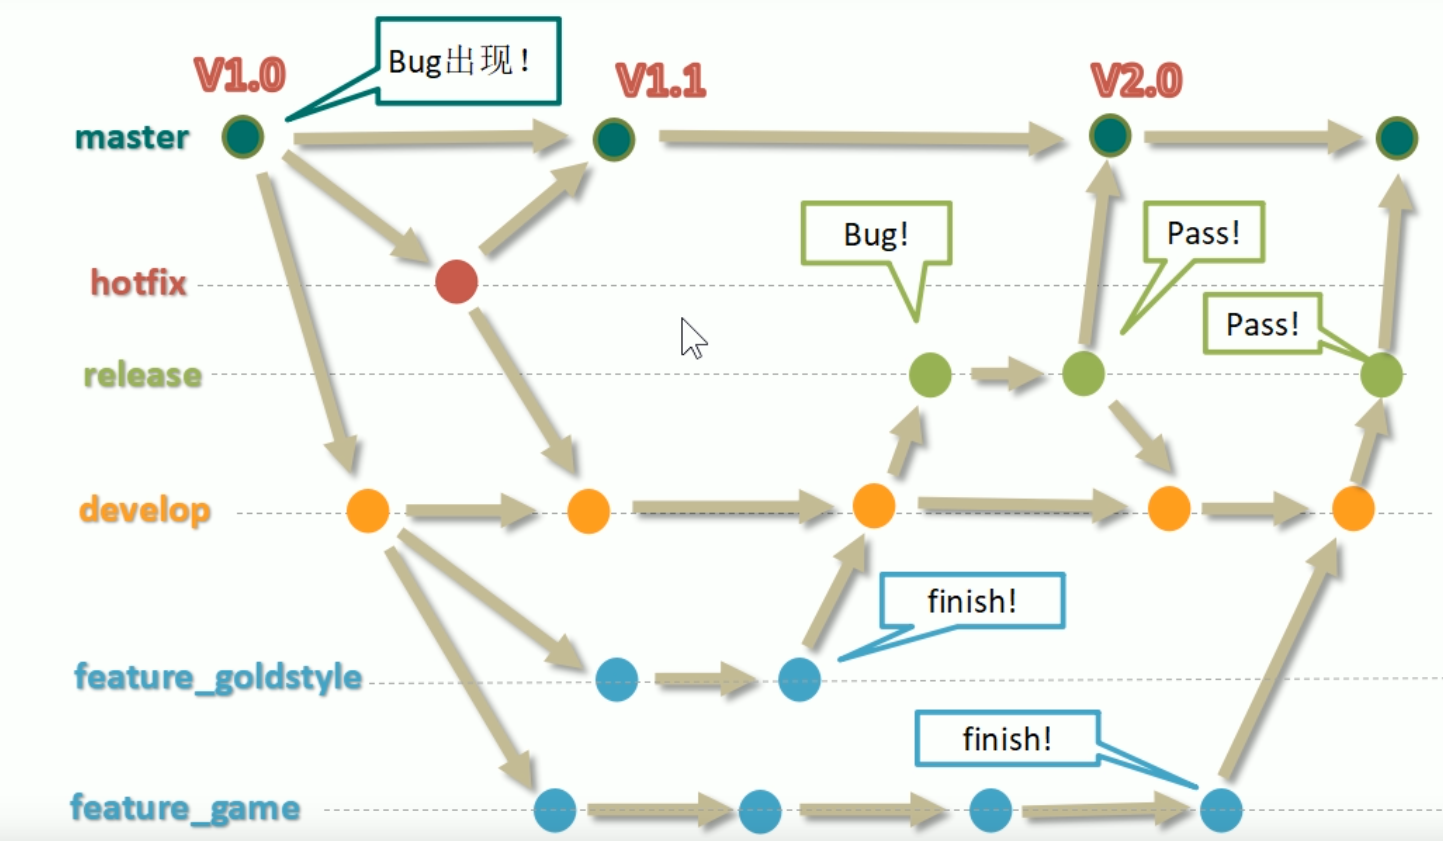 Bug出现！
V1.0
V1.1
V2.0
master
Bug!
Pass!
hotfix
Pass!
release
develop
finish!
feature_goldstyle
finish!
feature_game